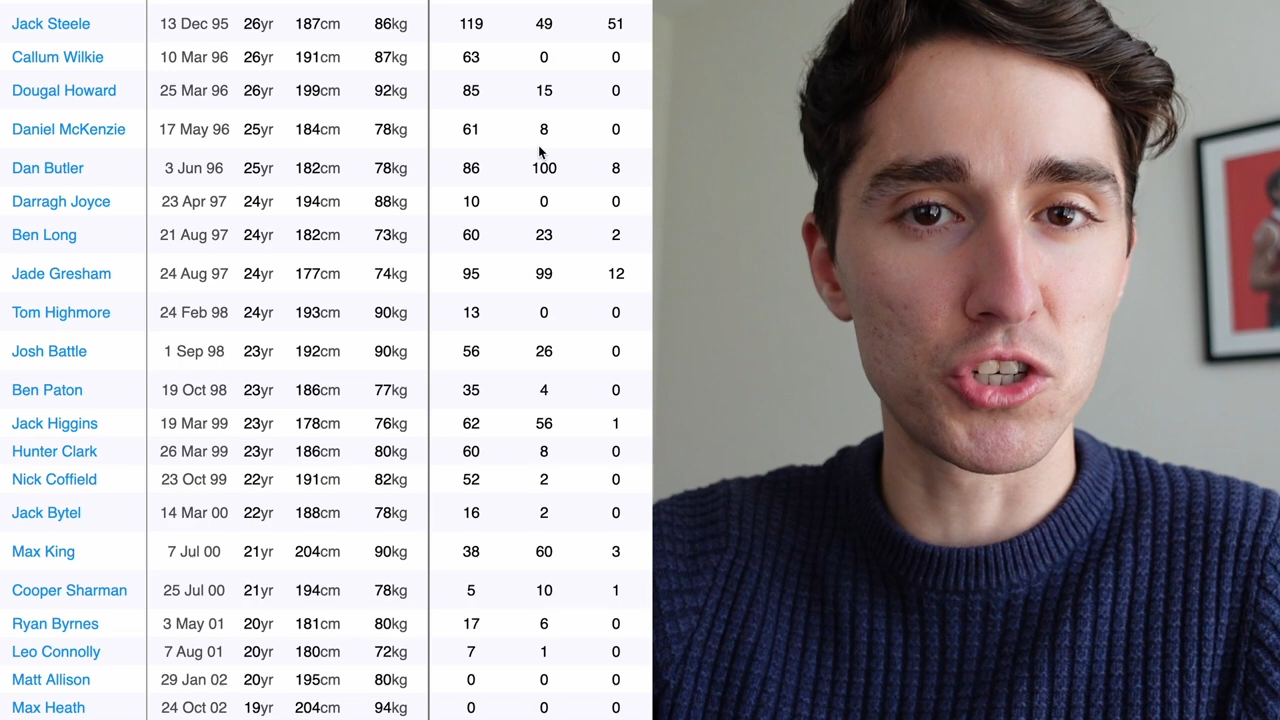 Jack Steele 13 Dec 95 26yr 187cm 86kg 119 49 51
Callum Wilkie 10 Mar 96 26yr 191cm 87kg 63 0 0
Dougal Howard 25 Mar 96 26yr 199cm 92kg 85 15 0
Daniel McKenzie 17 May 96 25yr 184cm 78kg 61 8 0
Dan Butler 3 Jun 96 25yr 182cm 78kg 86 100 8
Darragh Joyce 23 Apr 97 24yr 194cm 88kg 10 0 0
Ben Long 21 Aug 97 24yr 182cm 73kg 60 23 2
Jade Gresham 24 Aug 97 24yr 177cm 74kg 95 99 12
Tom Highmore 24 Feb 98 24yr 193cm 90kg 13 0 0
Josh Battle 1 Sep 98 23yr 192cm 90kg 56 26 0
Ben Paton 19 Oct 98 23yr 186cm 77kg 35 4 0
Jack Higgins 19 Mar 99 23yr 178cm 76kg 62 56 1
Hunter Clark 26 Mar 99 23yr 186cm 80kg 60 8 0
Nick Coffield 23 Oct 99 22yr 191cm 82kg 52 2 0
Jack Bytel 14 Mar 00 22yr 188cm 78kg 16 2 0
Max King 7 Jul 00 21yr 204cm 90kg 38 60 3
Cooper Sharman 25 Jul 00 21yr 194cm 78kg 5 10 1
Ryan Byrnes 3 May 01 20yr 181cm 80kg 17 6 0
Leo Connolly 7 Aug 01 20yr 180cm 72kg 7 1 0
Matt Allison 29 Jan 02 20yr 195cm 80kg 0 0 0
Max Heath 24 Oct 02 19yr 204cm 94kg 0 0 0